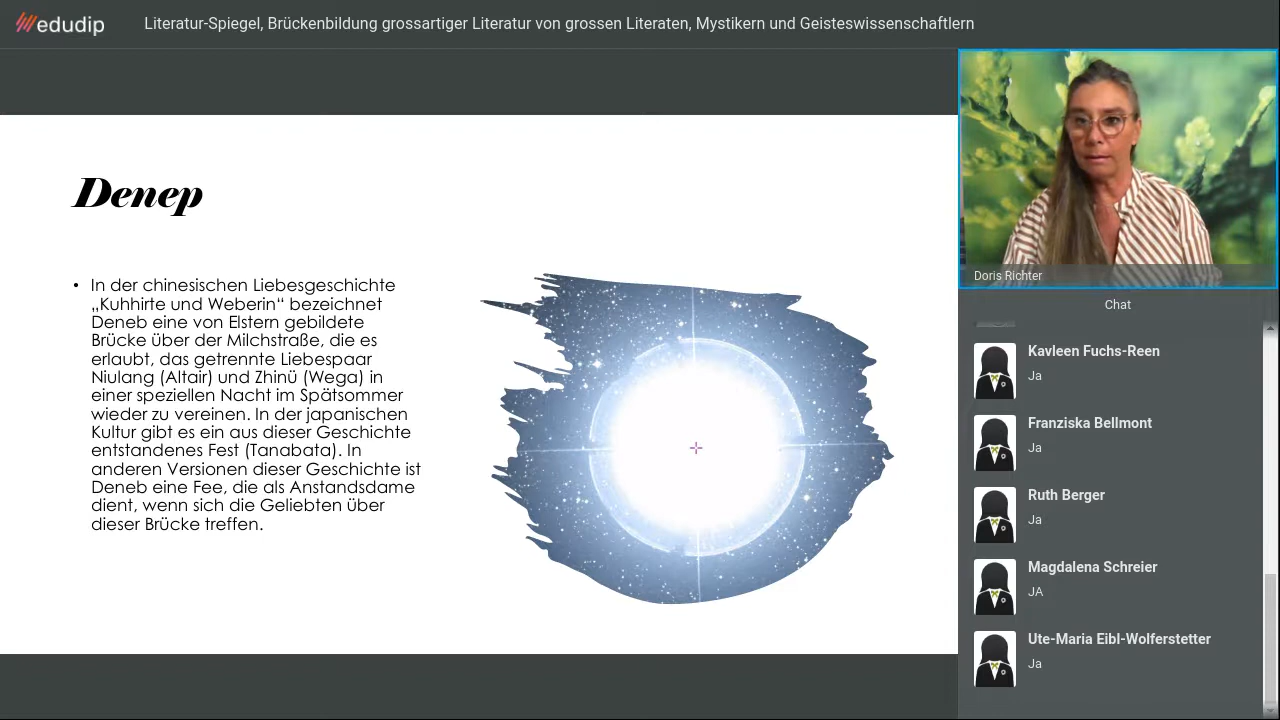 edudip
Literatur-Spiegel, Brückenbildung grossartiger Literatur von grossen Literaten, Mystikern und Geisteswissenschaftlern
Denep
• In der chinesischen Liebesgeschichte
„Kuhhirte und Weberin“ bezeichnet
Deneb eine von Elstern gebildete
Brücke über der Milchstraße, die es
erlaubt, das getrennte Liebespaar
Niulang (Altair) und Zhinü (Wega) in
einer speziellen Nacht im Spätsommer
wieder zu vereinen. In der japanischen
Kultur gibt es ein aus dieser Geschichte
entstandenes Fest (Tanabata). In
anderen Versionen dieser Geschichte ist
Deneb eine Fee, die als Anstandsdame
dient, wenn sich die Geliebten über
dieser Brücke treffen.
Doris Richter
Chat
Kavleen Fuchs-Reen
Ja
Franziska Bellmont
Ja
Ruth Berger
Ja
Magdalena Schreier
JA
Ute-Maria Eibl-Wolferstetter
Ja